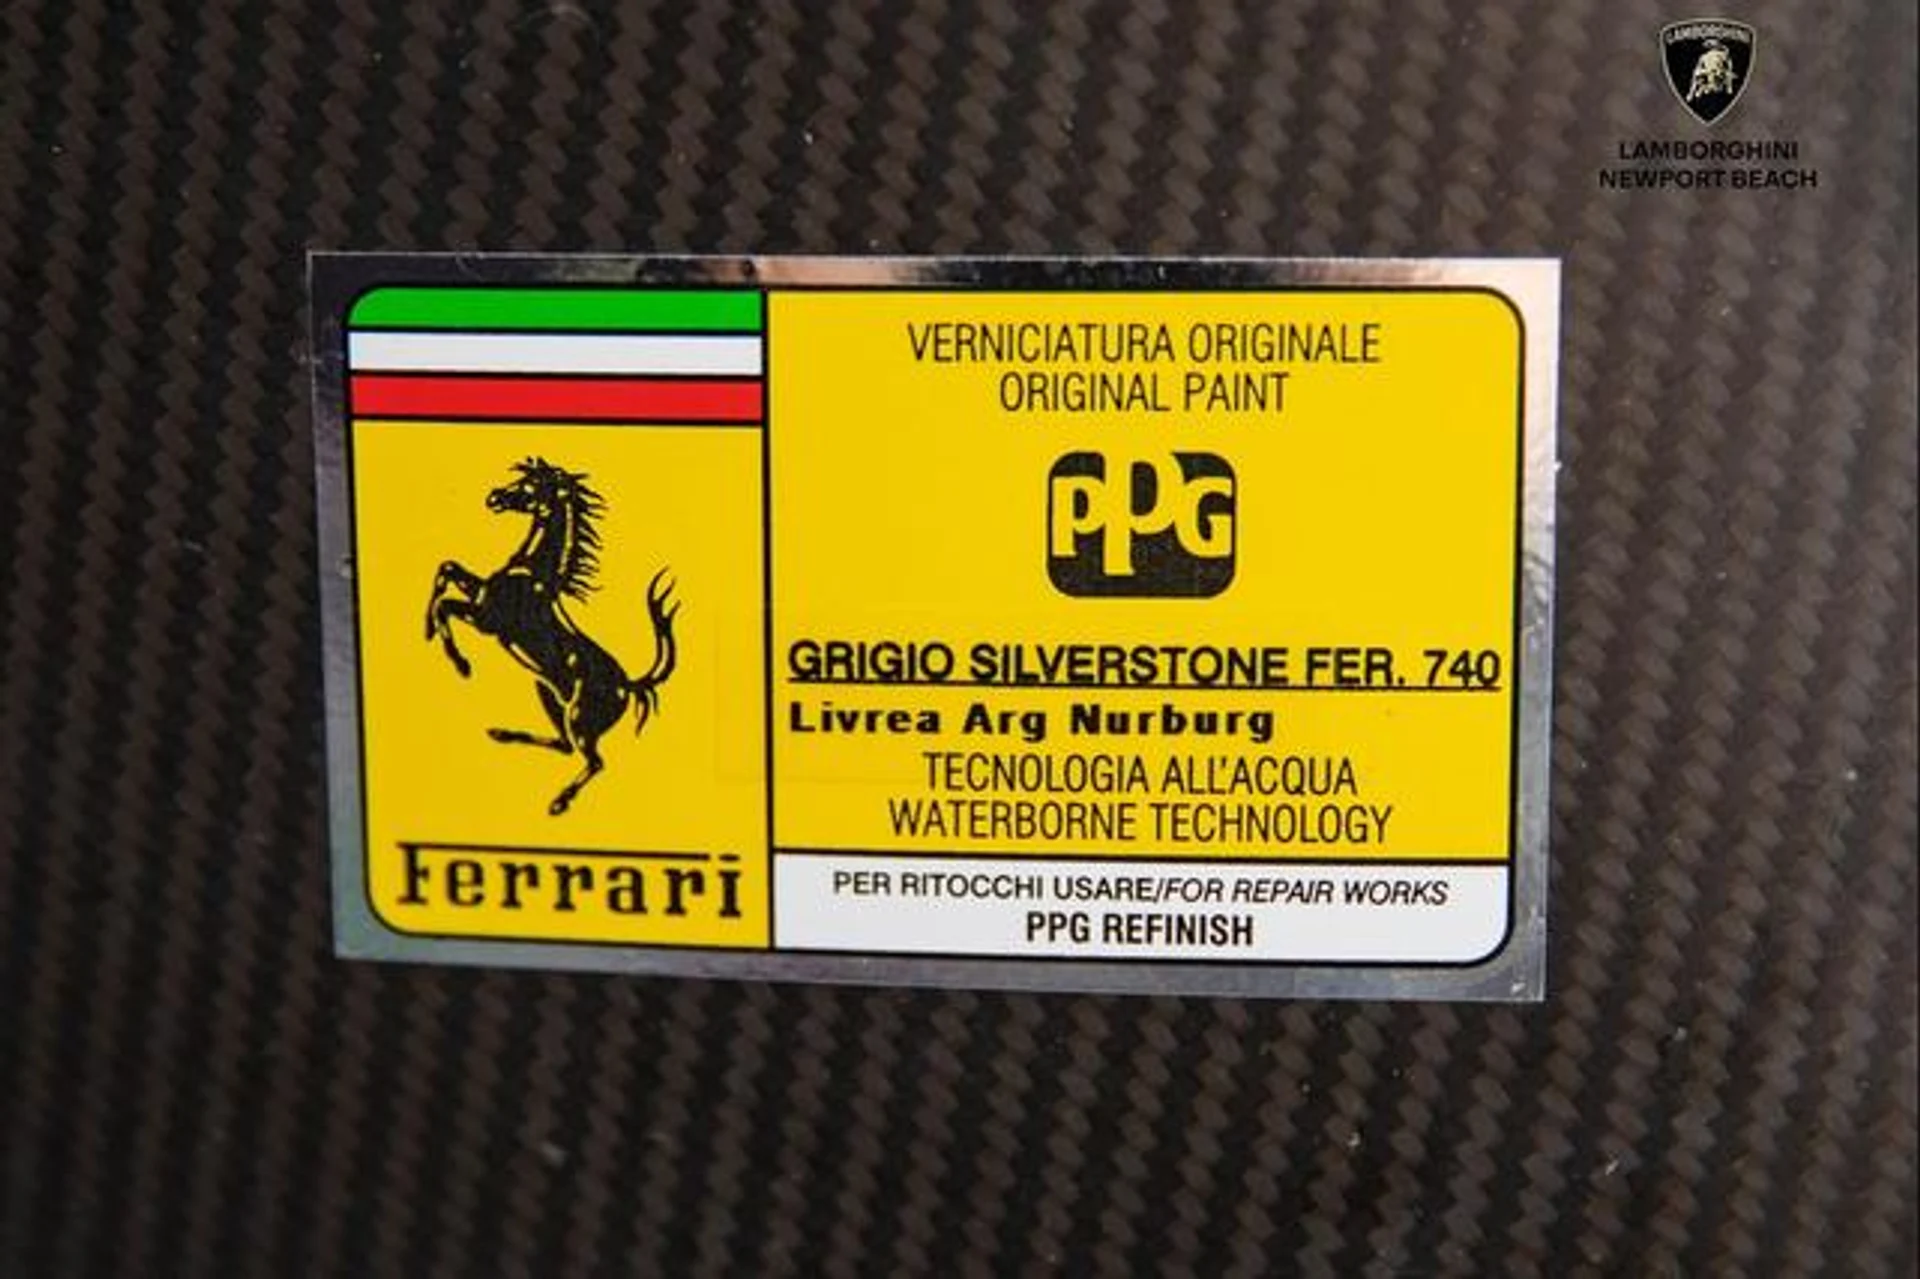 LAMBORGHINI
LAMBORGHINI
NEWPORT BEACH
VERNICIATURA ORIGINALE
ORIGINAL PAINT
PPG
GRIGIO SILVERSTONE FER. 740
Livrea Arg Nurburg
TECNOLOGIA ALL'ACQUA
WATERBORNE TECHNOLOGY
Ferrari
PER RITOCCHI USARE/FOR REPAIR WORKS
PPG REFINISH